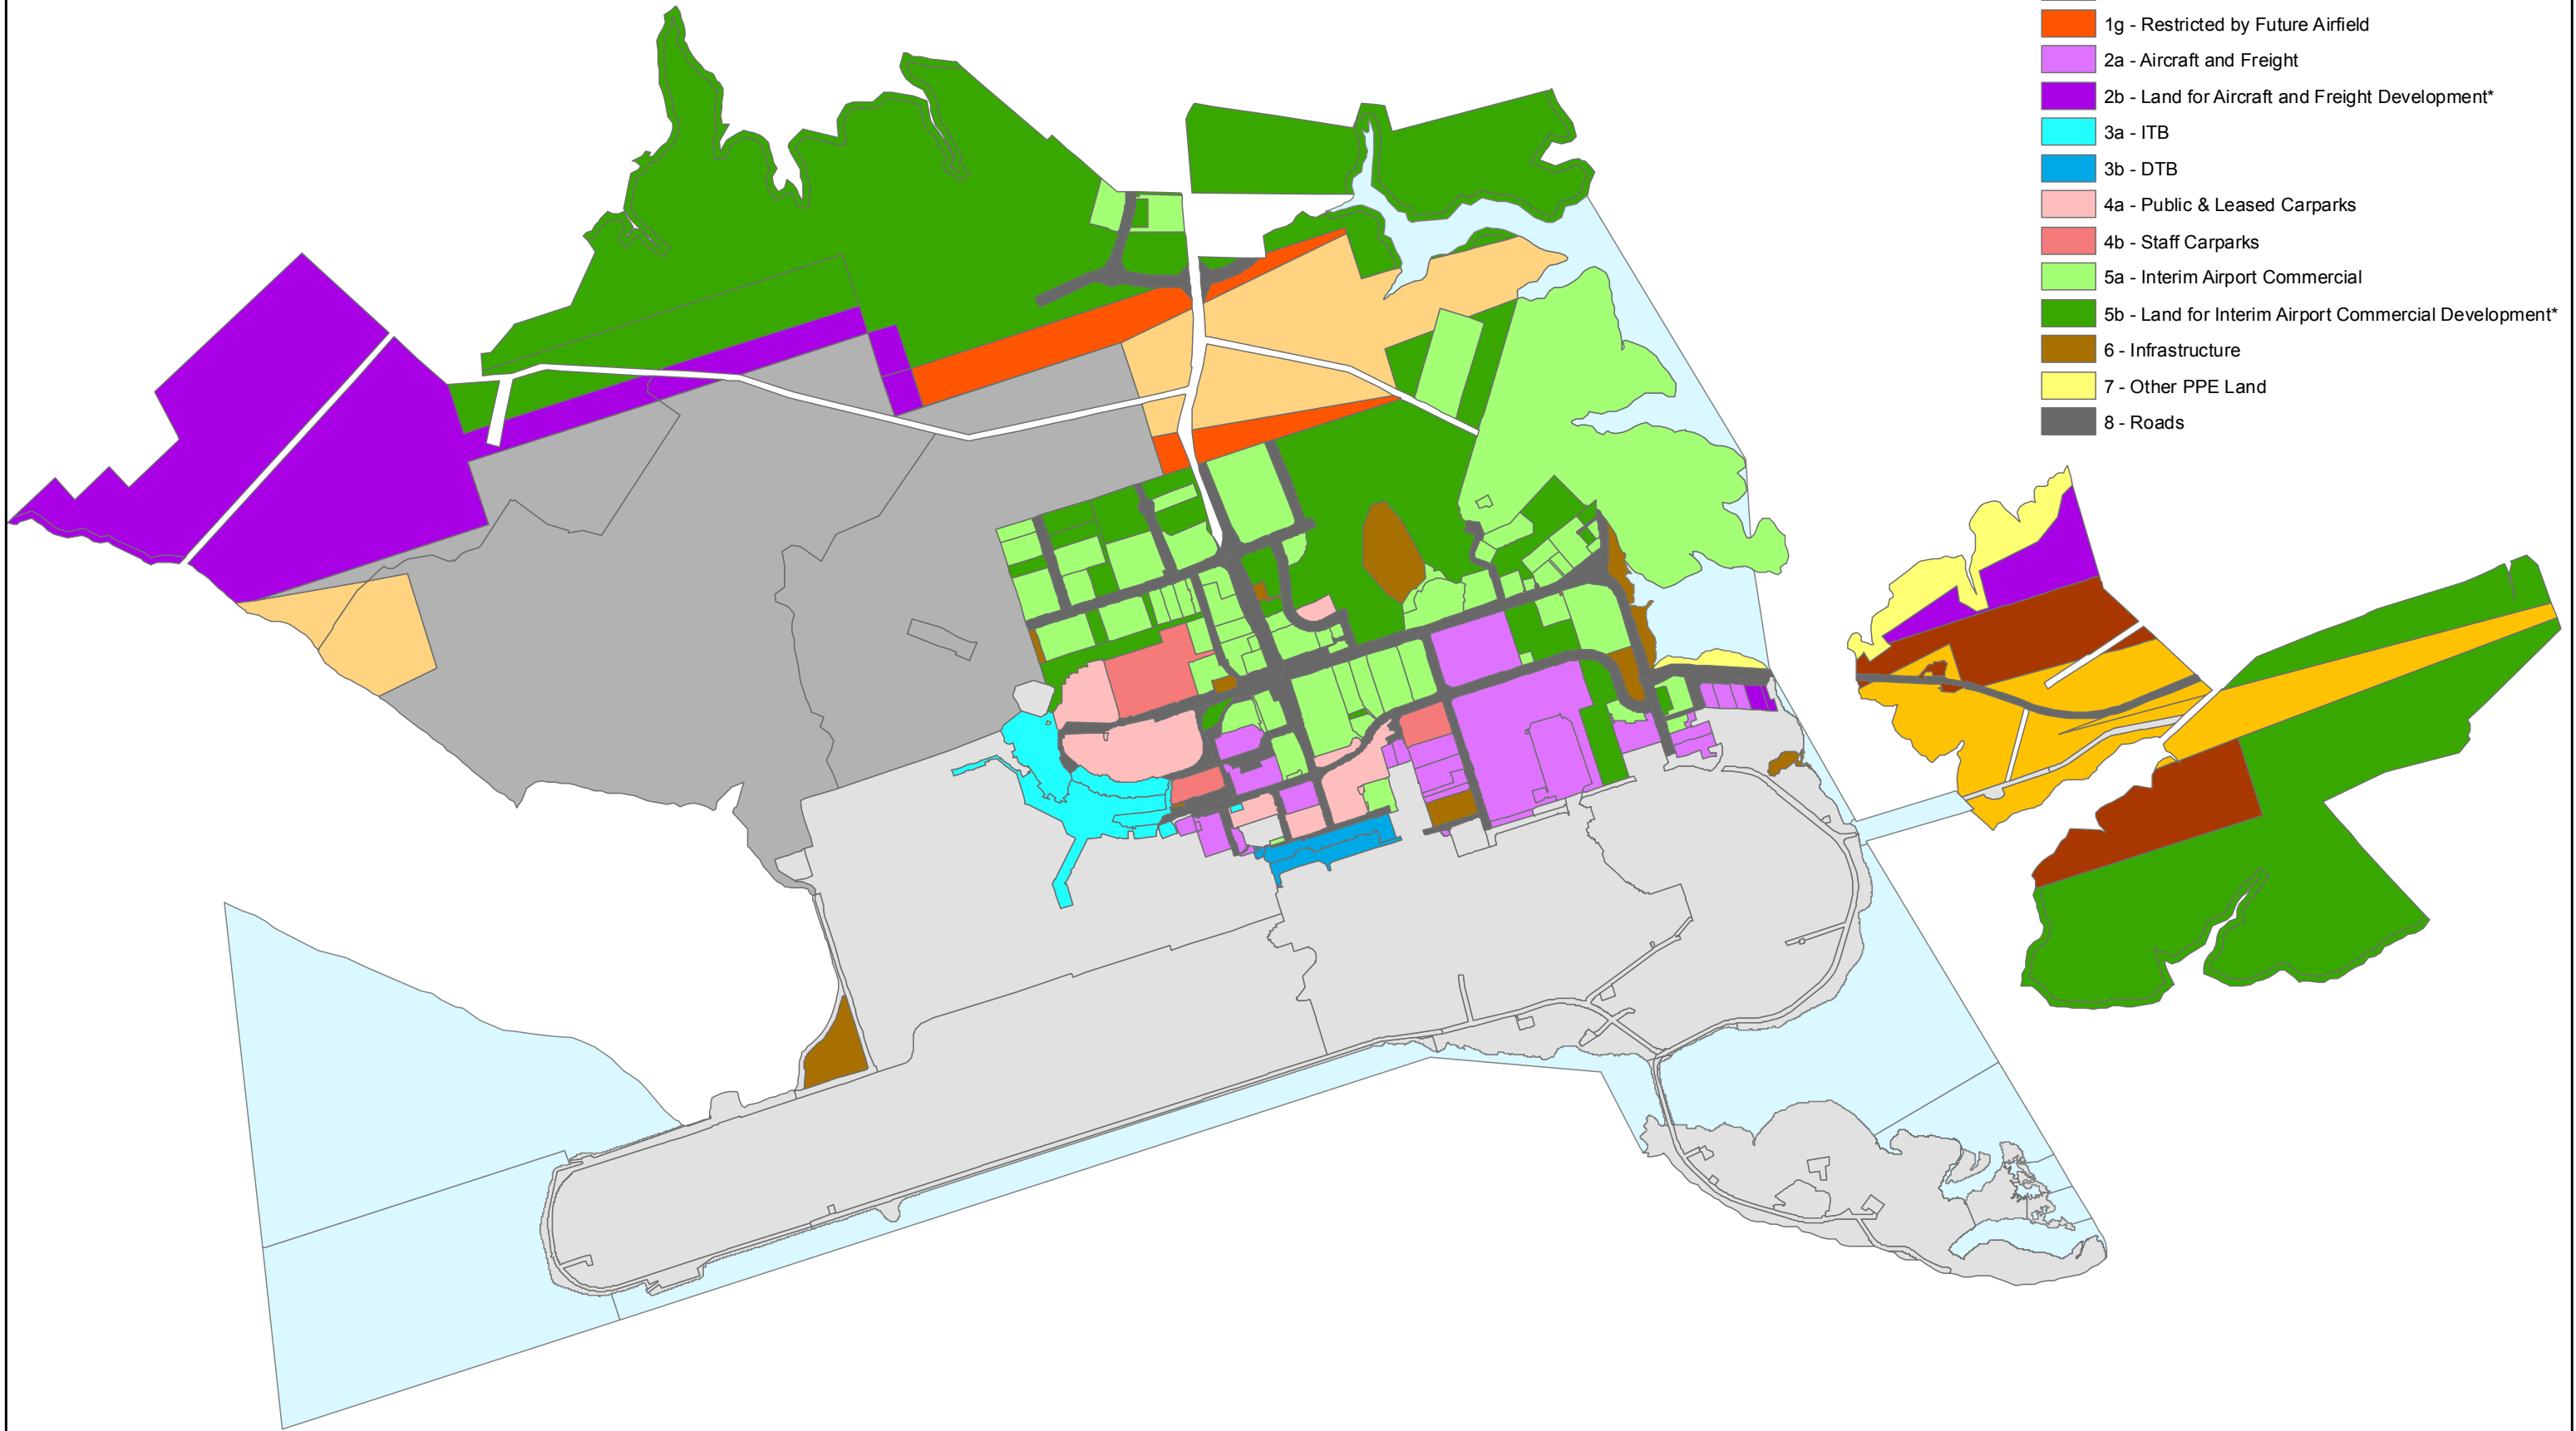 1g - Restricted by Future Airfield
2a - Aircraft and Freight
2b - Land for Aircraft and Freight Development*
3a - ITB
3b - DTB
4a - Public & Leased Carparks
4b - Staff Carparks
5a - Interim Airport Commercial
5b - Land for Interim Airport Commercial Development*
6 - Infrastructure
7 - Other PPE Land
8 - Roads